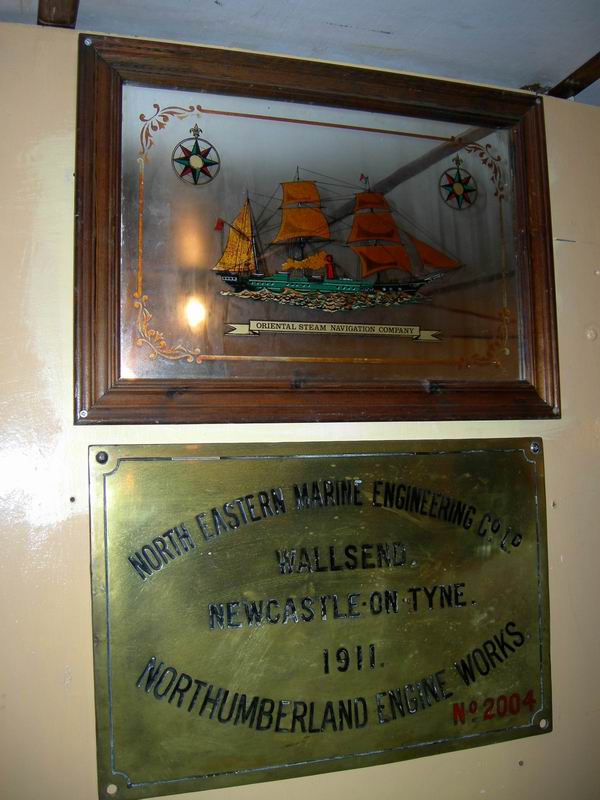 ORIENTAL STEAM NAVIGATION COMPANY
NORTH EASTERN MARINE ENGINEERING Co LD
WALLSEND.
NEWCASTLE-ON-TYNE.
1911.
NORTHUMBERLAND ENGINE WORKS.
No 2004